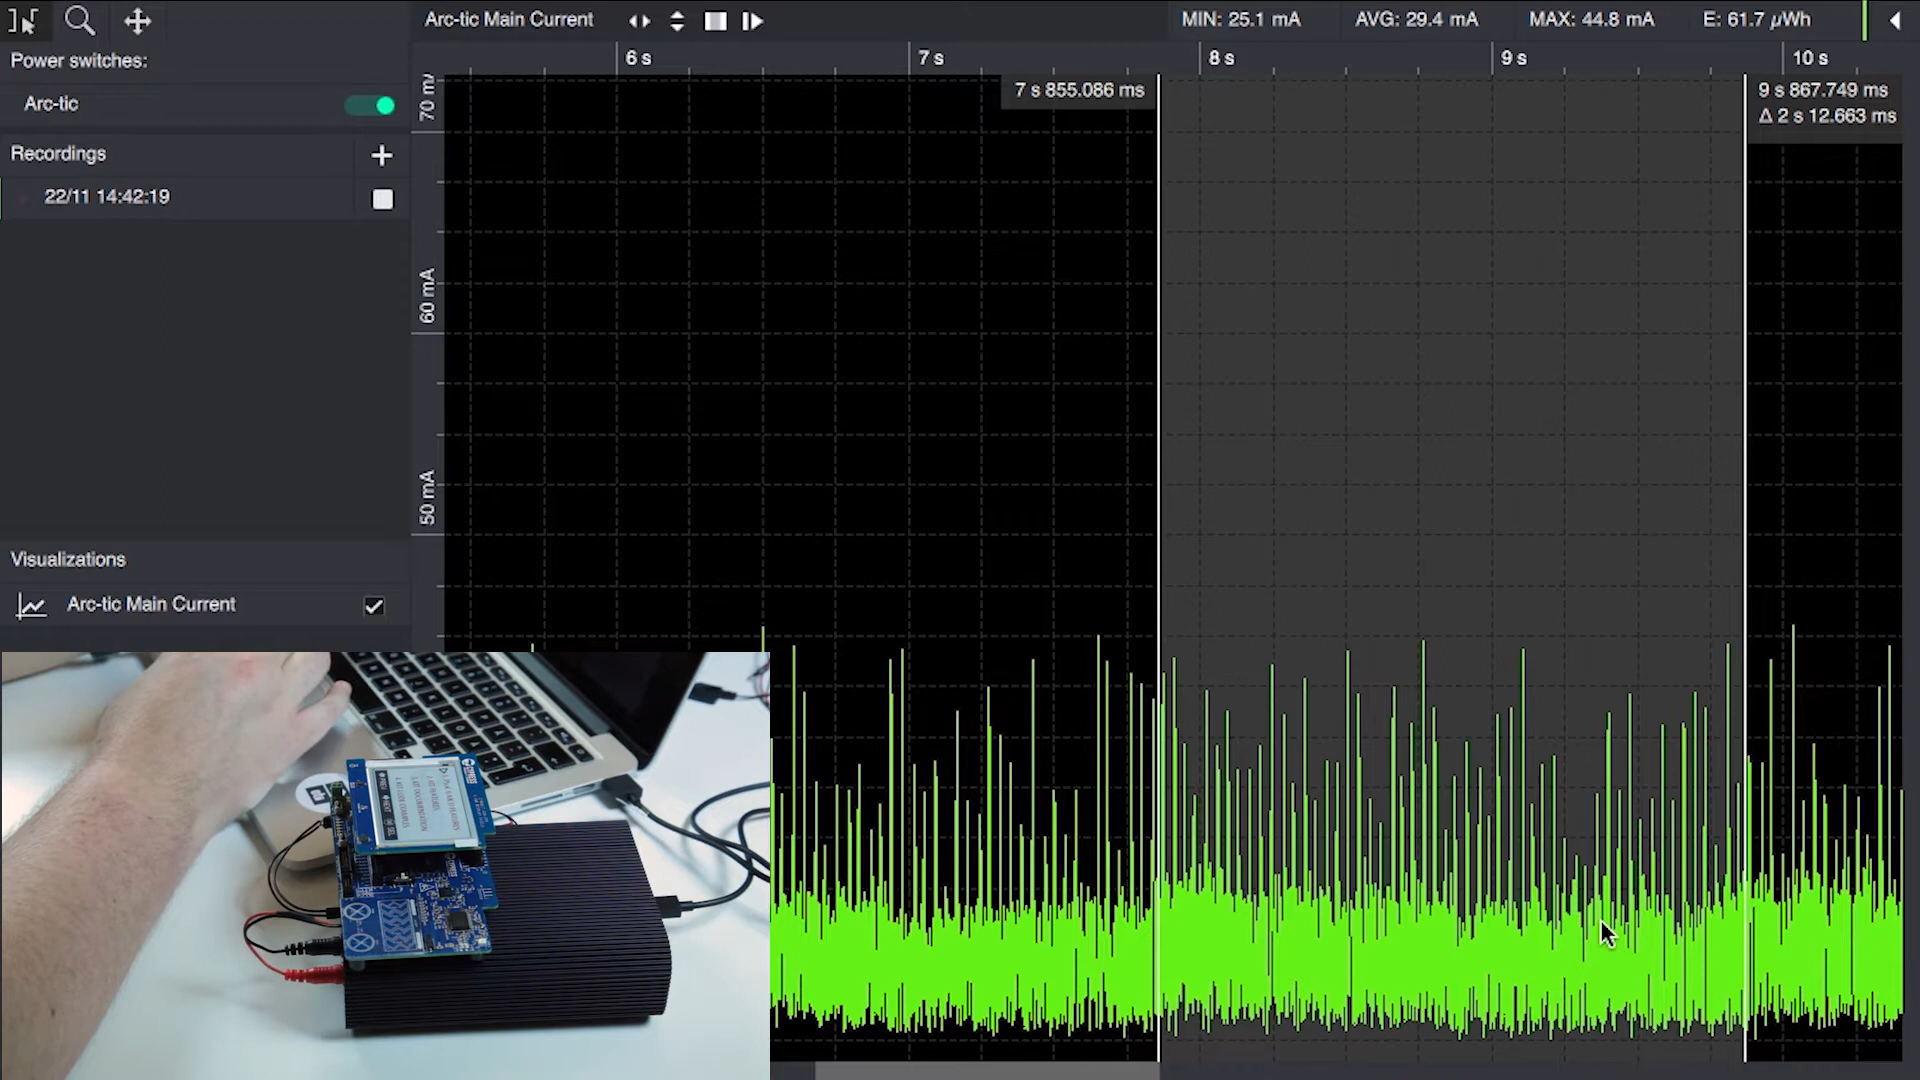 Arc-tic Main Current
MIN: 25.1 mA
AVG: 29.4 mA
MAX: 44.8 mA
E: 61.7 µWh
Power switches:
6 s
7 s
8 s
9 s
10 s
Arc-tic
7 s 855.086 ms
9 s 867.749 ms
Δ 2 s 12.663 ms
70 m
Recordings
22/11 14:42:19
60 mA
50 mA
Visualizations
Arc-tic Main Current